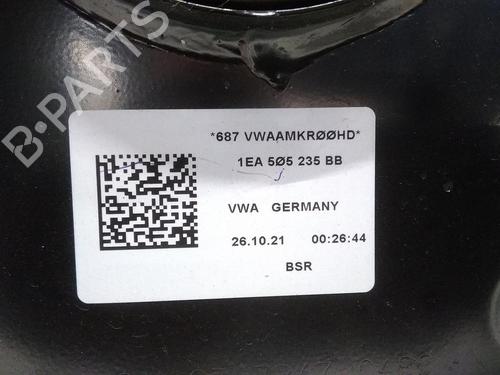 *687 VWAAMKRØØHD*
1EA 5Ø5 235 BB
VWA GERMANY
26.10.21 00:26:44
BSR
B-PARTS